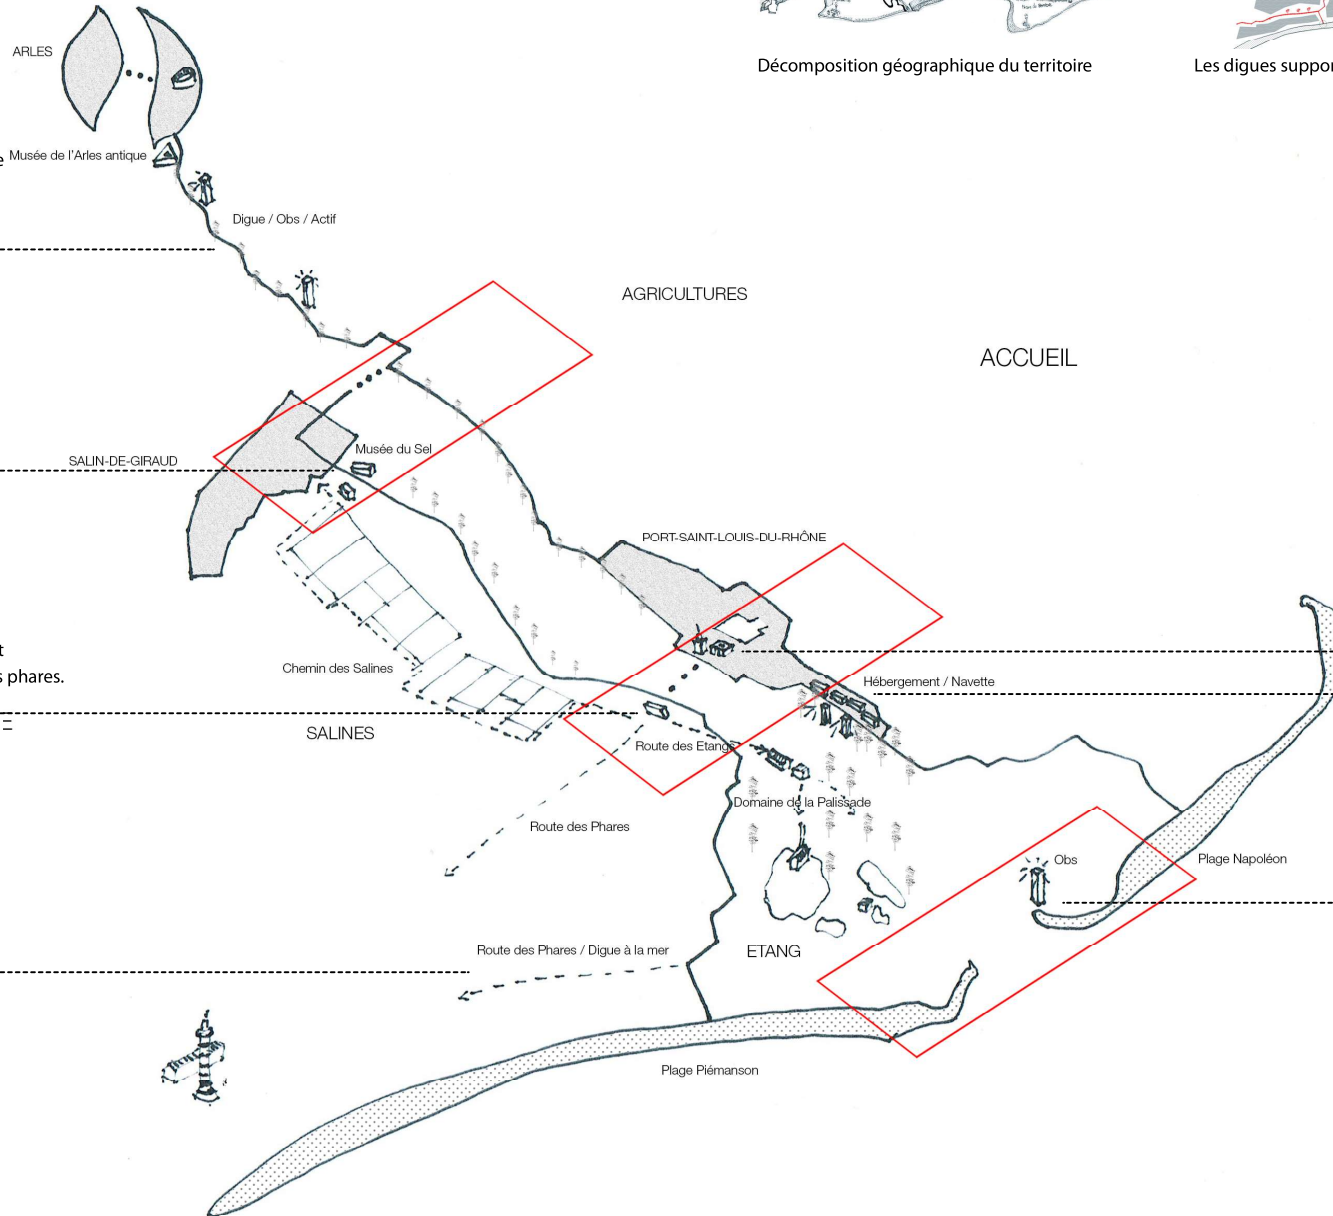 ARLES
Décomposition géographique du territoire
Les digues suppor
e
Musée de l'Arles antique
Digue / Obs / Actif
AGRICULTURES
ACCUEIL
Musée du Sel
SALIN-DE-GIRAUD
PORT-SAINT-LOUIS-DU-RHÔNE
t
s phares.
Chemin des Salines
Hébergement / Navette
SALINES
Route des Etangs
Domaine de la Palissade
Route des Phares
Obs
Plage Napoléon
Route des Phares / Digue à la mer
ETANG
Plage Piémanson